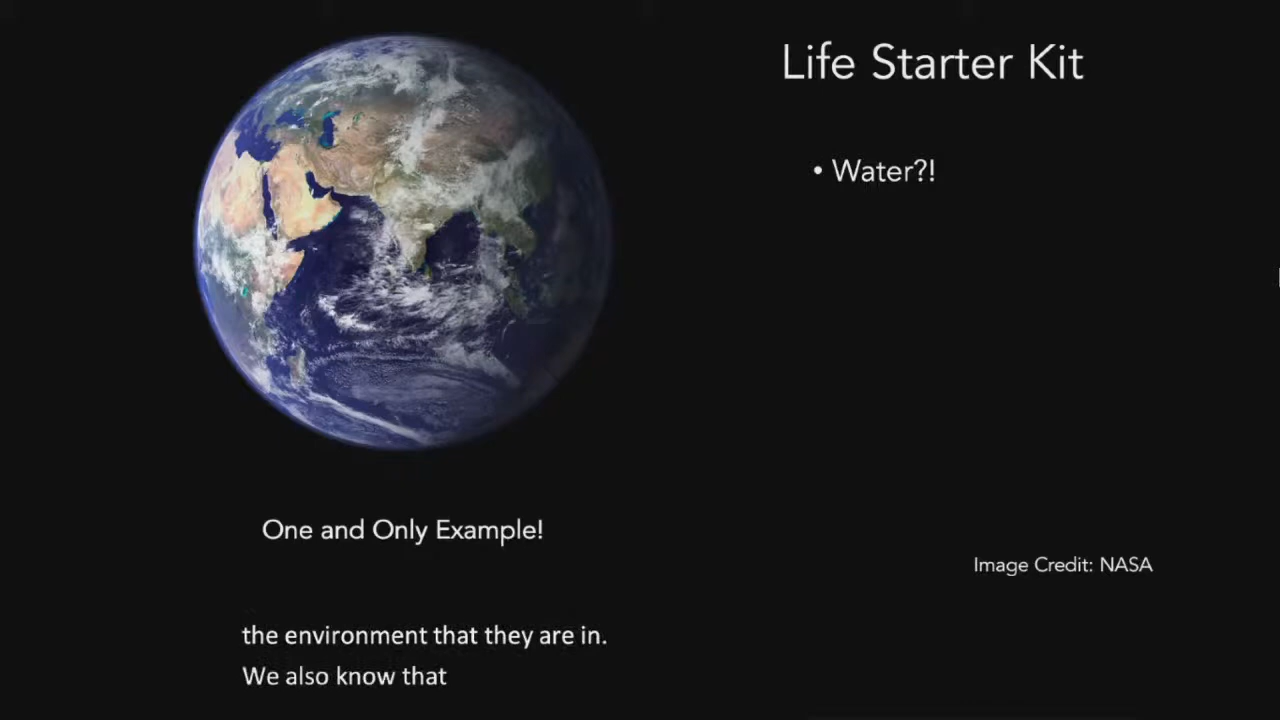 Life Starter Kit
• Water?!
One and Only Example!
Image Credit: NASA
the environment that they are in.
We also know that